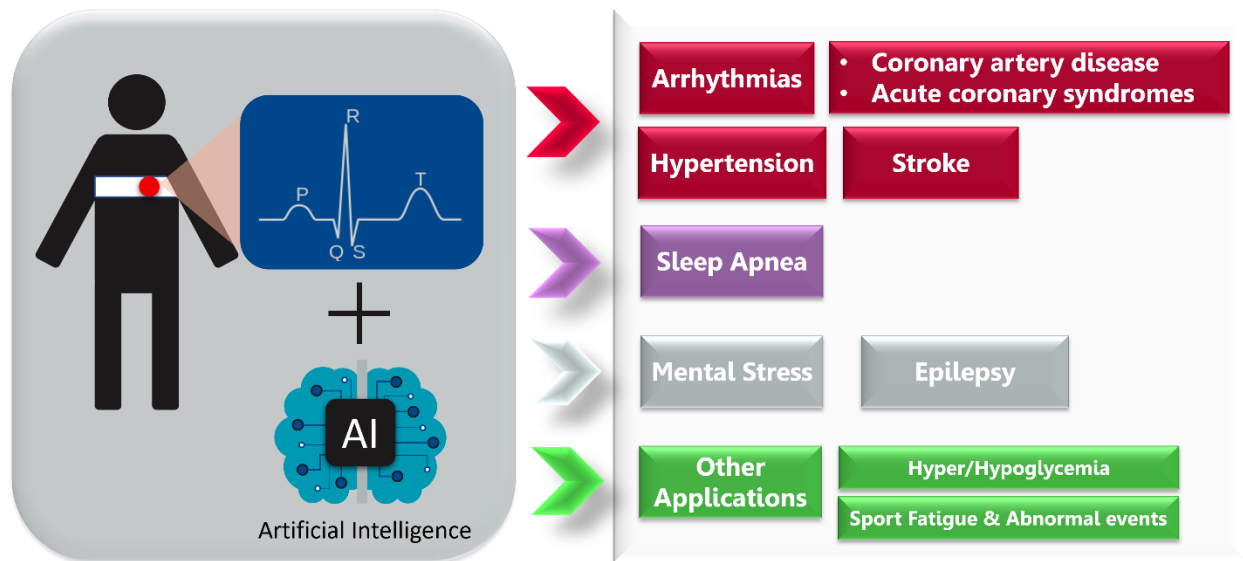 R
P
T
Q
S
AI
Artificial Intelligence
Arrhythmias
• Coronary artery disease
• Acute coronary syndromes
Hypertension
Stroke
Sleep Apnea
Mental Stress
Epilepsy
Other
Applications
Hyper/Hypoglycemia
Sport Fatigue & Abnormal events